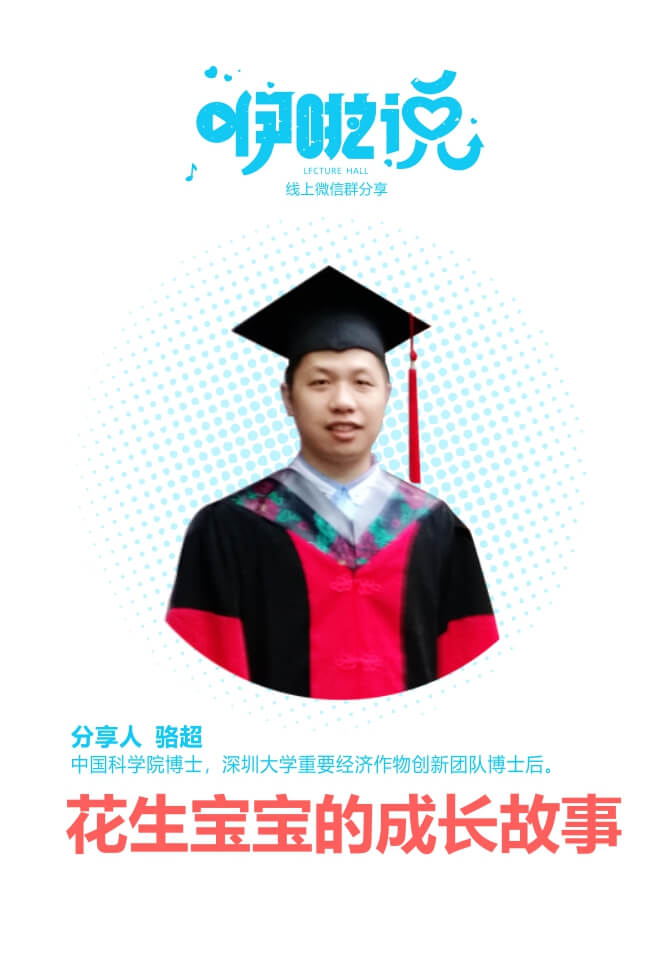 咿啦说
LECTURE HALL
线上微信群分享
分享人 骆超
中国科学院博士，深圳大学重要经济作物创新团队博士后。
花生宝宝的成长故事